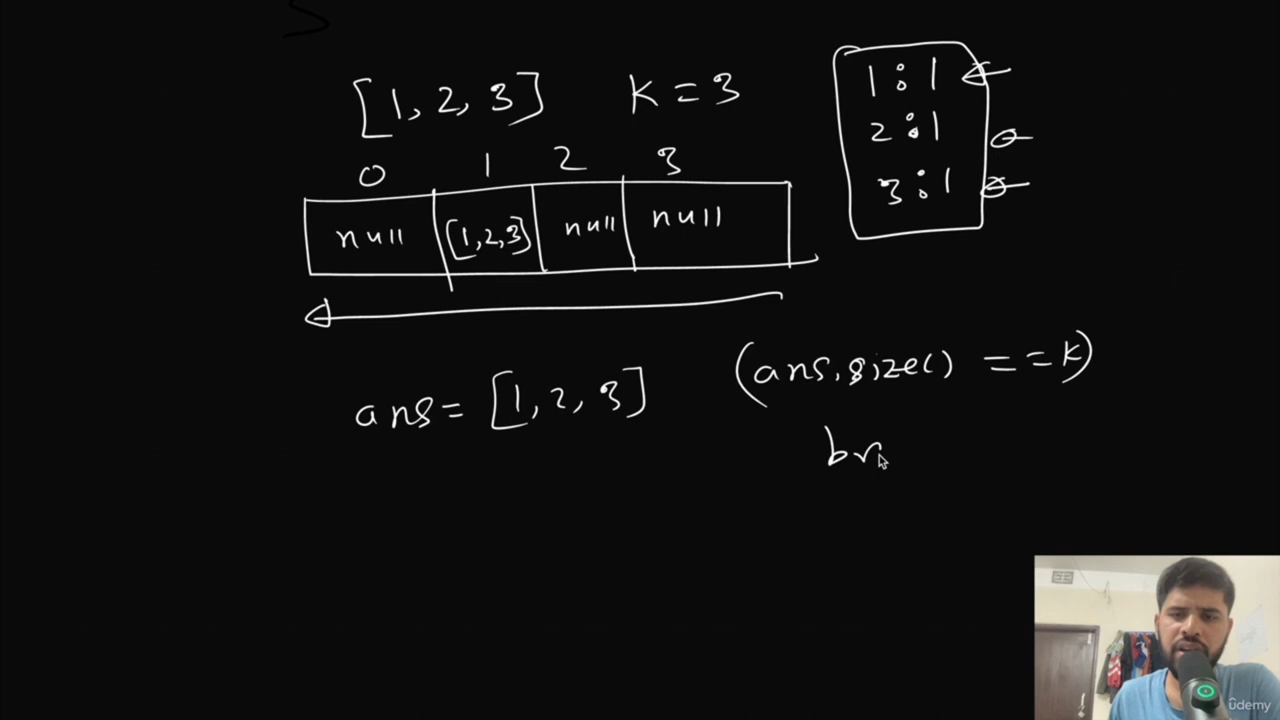 [1, 2, 3] K = 3
1 : 1
2 : 1
3 : 1
0 1 2 3
null [1,2,3] null null
ans = [1, 2, 3] (ans.size() == K)
br
ûdemy